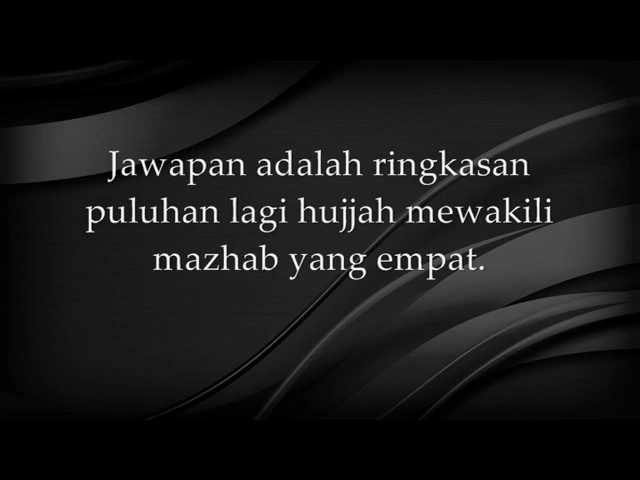 Jawapan adalah ringkasan
puluhan lagi hujjah mewakili
mazhab yang empat.